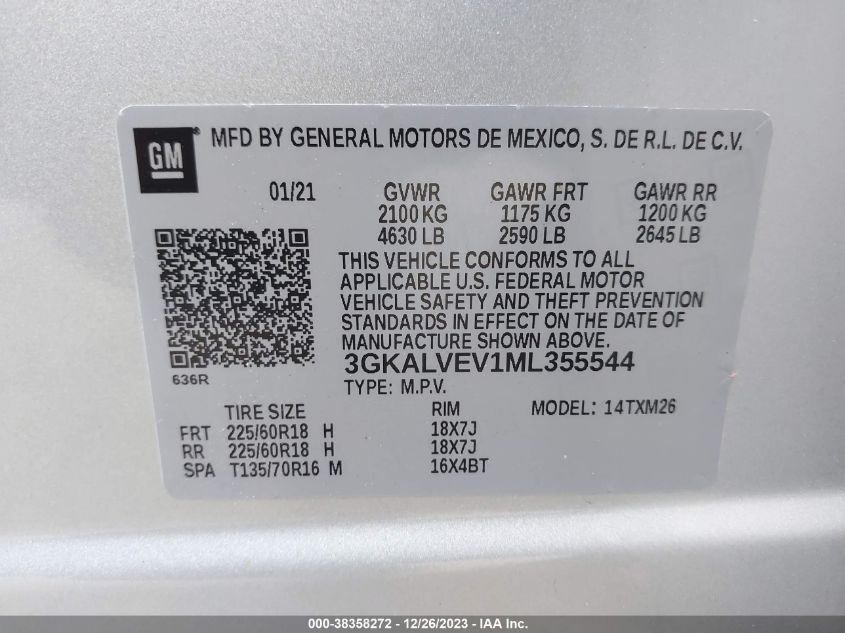 GM® MFD BY GENERAL MOTORS DE MEXICO, S. DE R.L. DE C.V.
01/21 GVWR GAWR FRT GAWR RR
2100 KG 1175 KG 1200 KG
4630 LB 2590 LB 2645 LB
THIS VEHICLE CONFORMS TO ALL
APPLICABLE U.S. FEDERAL MOTOR
VEHICLE SAFETY AND THEFT PREVENTION
STANDARDS IN EFFECT ON THE DATE OF
MANUFACTURE SHOWN ABOVE.
3GKALVEV1ML355544
636R
TYPE: M.P.V.
TIRE SIZE RIM MODEL: 14TXM26
FRT 225/60R18 H 18X7J
RR 225/60R18 H 18X7J
SPA T135/70R16 M 16X4BT
000-38358272 - 12/26/2023 - IAA Inc.